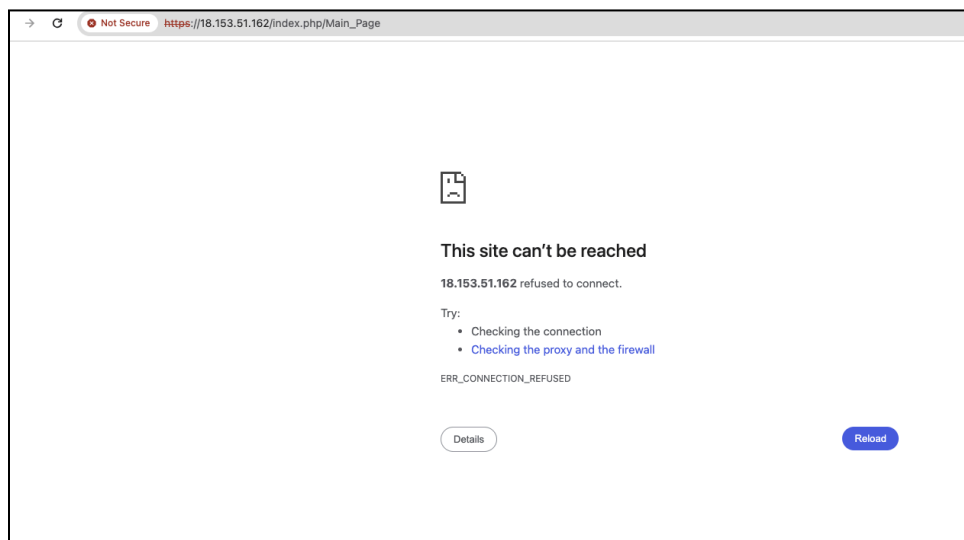 Not Secure https://18.153.51.162/index.php/Main_Page
This site can't be reached
18.153.51.162 refused to connect.
Try:
• Checking the connection
• Checking the proxy and the firewall
ERR_CONNECTION_REFUSED
Details Reload